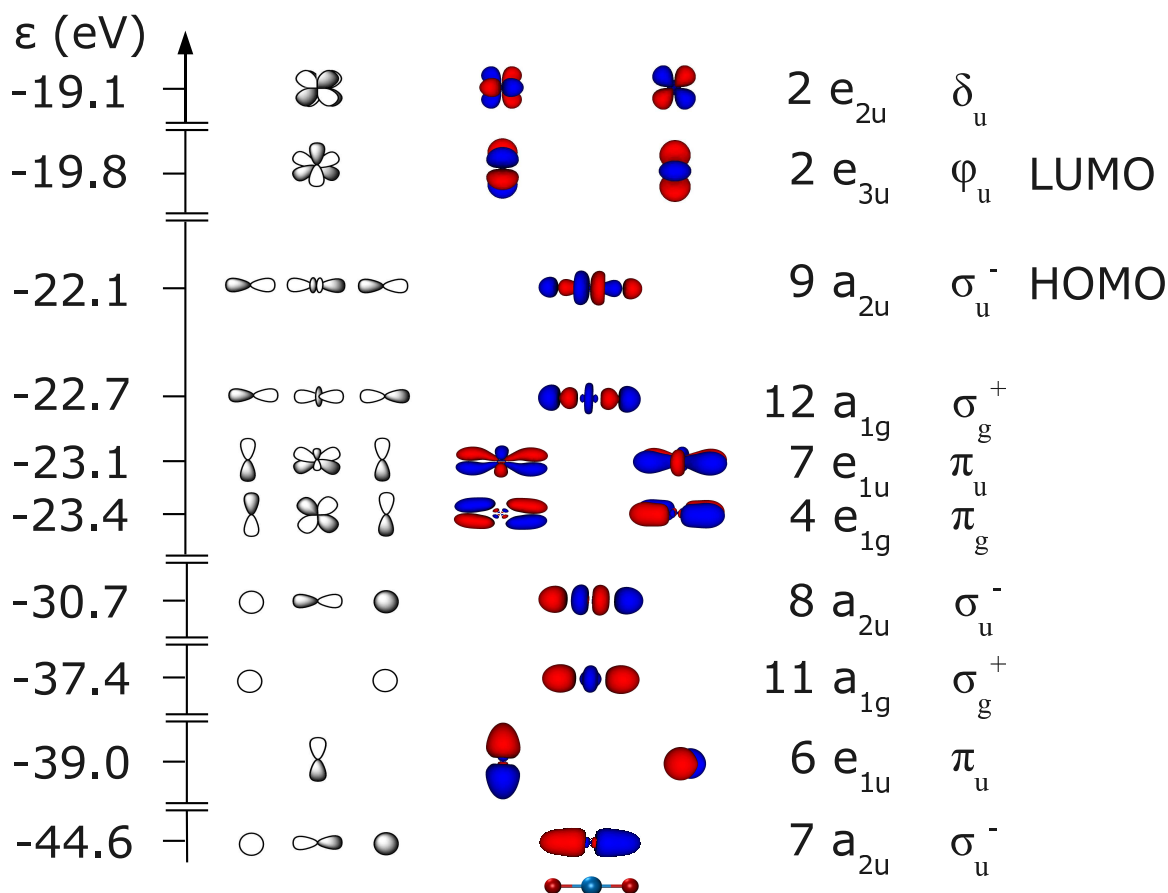 ε (eV)
-19.1 2 e2u δu
-19.8 2 e3u φu LUMO
-22.1 9 a2u σu- HOMO
-22.7 12 a1g σg+
-23.1 7 e1u πu
-23.4 4 e1g πg
-30.7 8 a2u σu-
-37.4 11 a1g σg+
-39.0 6 e1u πu
-44.6 7 a2u σu-